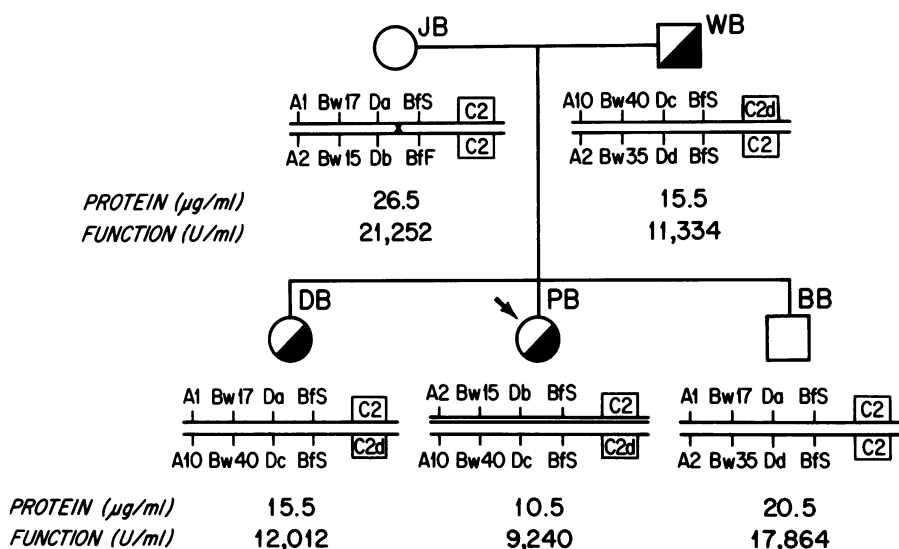 JB WB
A1 Bw17 Da BfS C2
A2 Bw15 Db BfF C2
A10 Bw40 Dc BfS C2d
A2 Bw35 Dd BfS C2
PROTEIN (µg/ml) 26.5 15.5
FUNCTION (U/ml) 21,252 11,334
DB PB BB
A1 Bw17 Da BfS C2
A10 Bw40 Dc BfS C2d
A2 Bw15 Db BfS C2
A10 Bw40 Dc BfS C2d
A1 Bw17 Da BfS C2
A2 Bw35 Dd BfS C2
PROTEIN (µg/ml) 15.5 10.5 20.5
FUNCTION (U/ml) 12,012 9,240 17,864